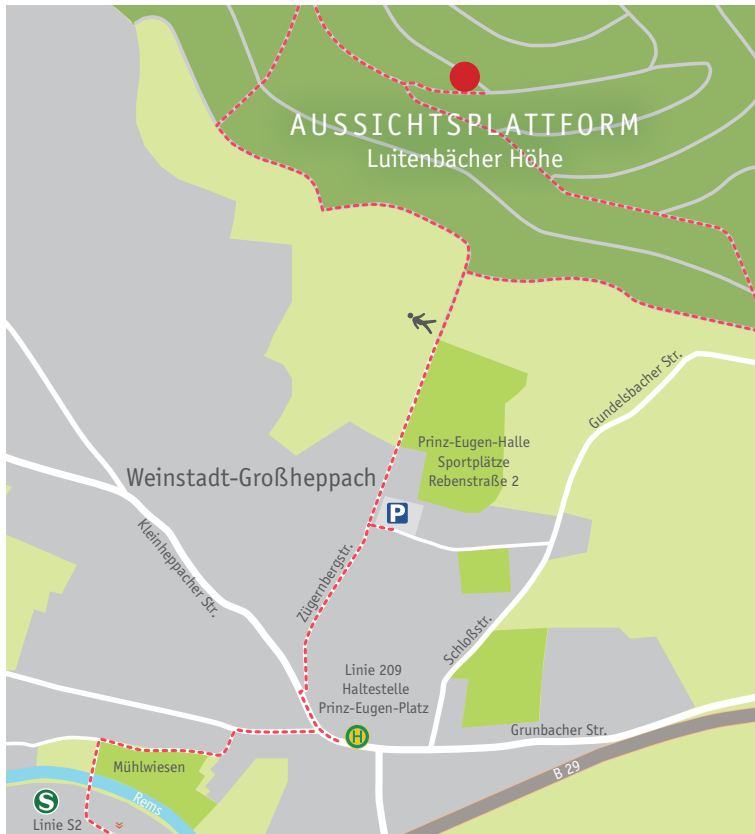 AUSSICHTSPLATTFORM
Luitenbächer Höhe
Gundelsbacher Str.
Prinz-Eugen-Halle
Sportplätze
Rebenstraße 2
Weinstadt-Großheppach
P
Kleinheppacher Str.
Zügernbergstr.
Schloßstr.
Linie 209
Haltestelle
Prinz-Eugen-Platz
H
Grunbacher Str.
B 29
Mühlwiesen
Rems
S
Linie S2